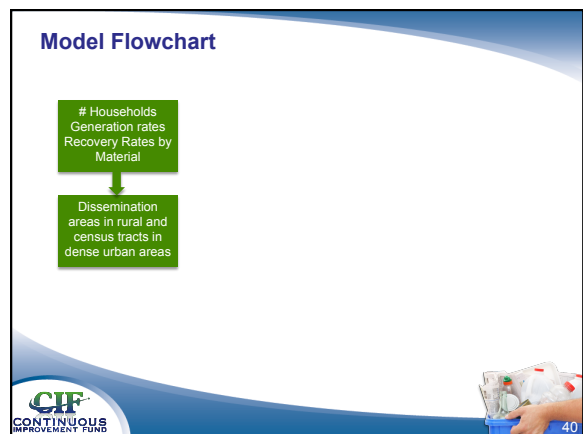 Model Flowchart
# Households
Generation rates
Recovery Rates by
Material
Dissemination
areas in rural and
census tracts in
dense urban areas
CIF
CONTINUOUS
IMPROVEMENT FUND
40